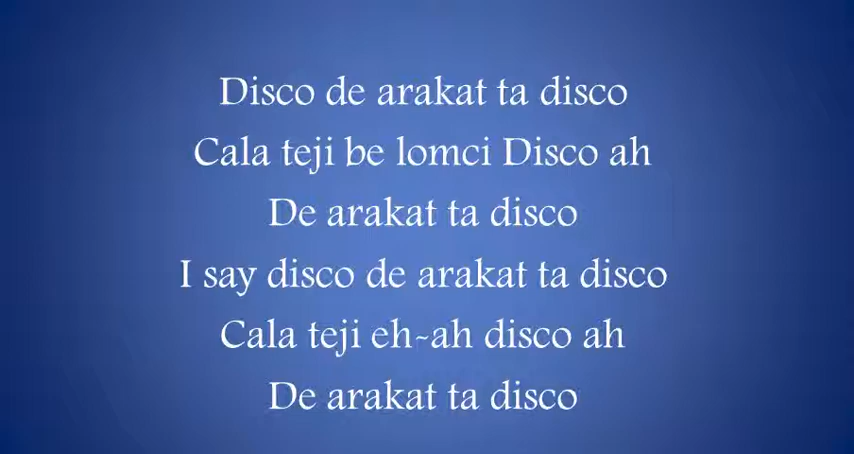 Disco de arakat ta disco
Cala teji be lomci Disco ah
De arakat ta disco
I say disco de arakat ta disco
Cala teji eh-ah disco ah
De arakat ta disco